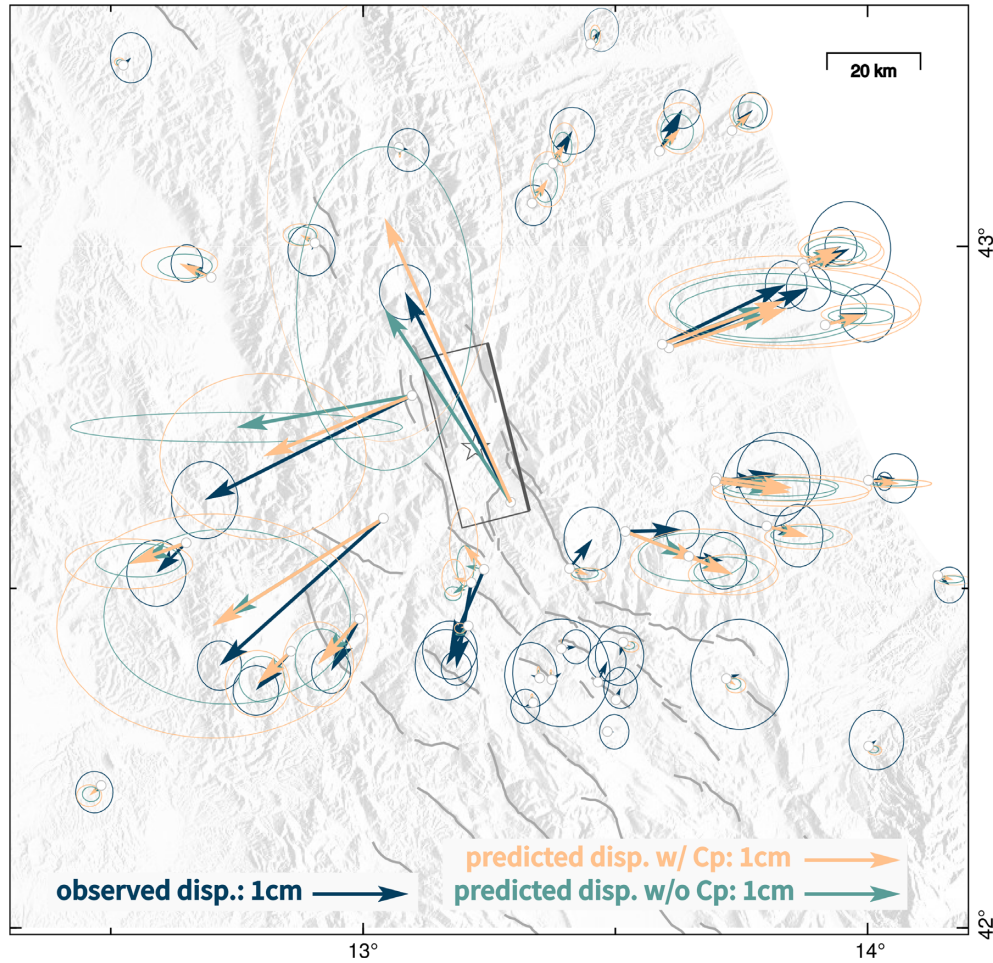 20 km
43°
predicted disp. w/ Cp: 1cm
observed disp.: 1cm
predicted disp. w/o Cp: 1cm
42°
13°
14°